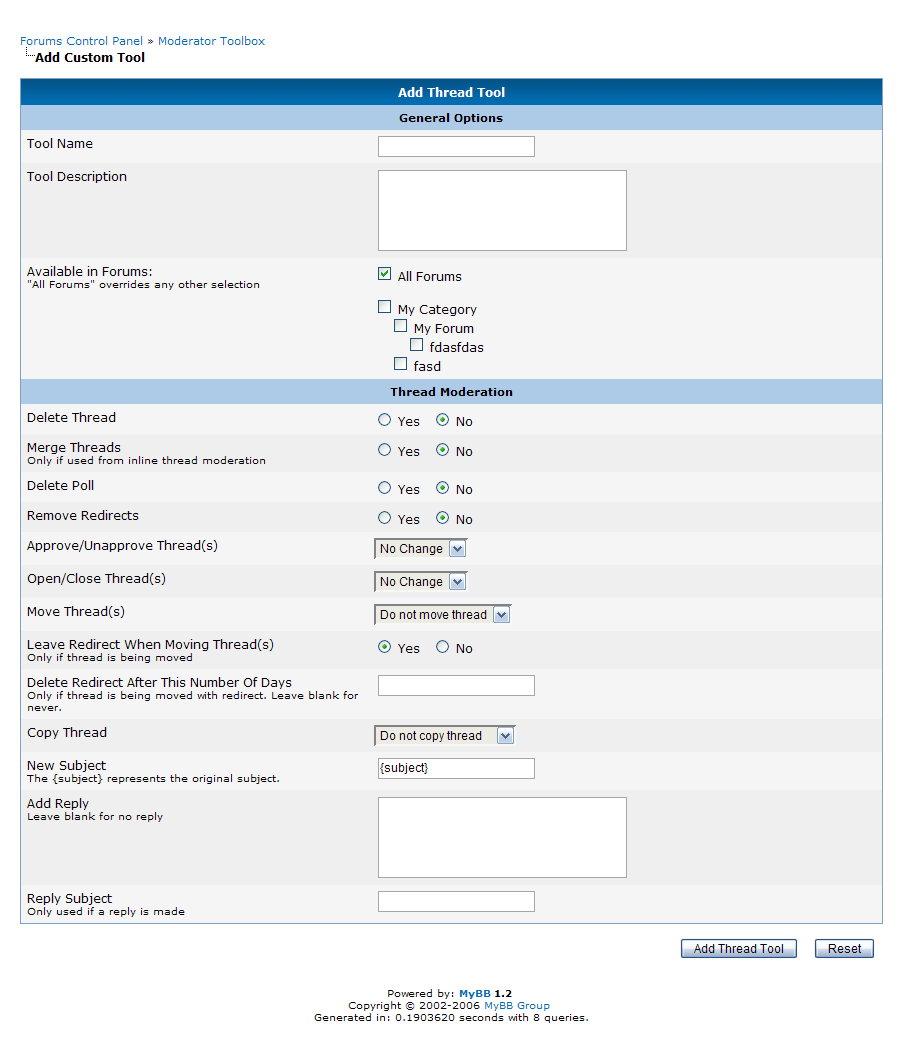 Forums Control Panel » Moderator Toolbox
Add Custom Tool
Add Thread Tool
General Options
Tool Name
Tool Description
Available in Forums:
"All Forums" overrides any other selection
All Forums
My Category
My Forum
fdasfdas
fasd
Thread Moderation
Delete Thread
Yes No
Merge Threads
Only if used from inline thread moderation
Yes No
Delete Poll
Yes No
Remove Redirects
Yes No
Approve/Unapprove Thread(s)
No Change
Open/Close Thread(s)
No Change
Move Thread(s)
Do not move thread
Leave Redirect When Moving Thread(s)
Only if thread is being moved
Yes No
Delete Redirect After This Number Of Days
Only if thread is being moved with redirect. Leave blank for
never.
Copy Thread
Do not copy thread
New Subject
The {subject} represents the original subject.
{subject}
Add Reply
Leave blank for no reply
Reply Subject
Only used if a reply is made
Add Thread Tool Reset
Powered by: MyBB 1.2
Copyright © 2002-2006 MyBB Group
Generated in: 0.1903620 seconds with 8 queries.